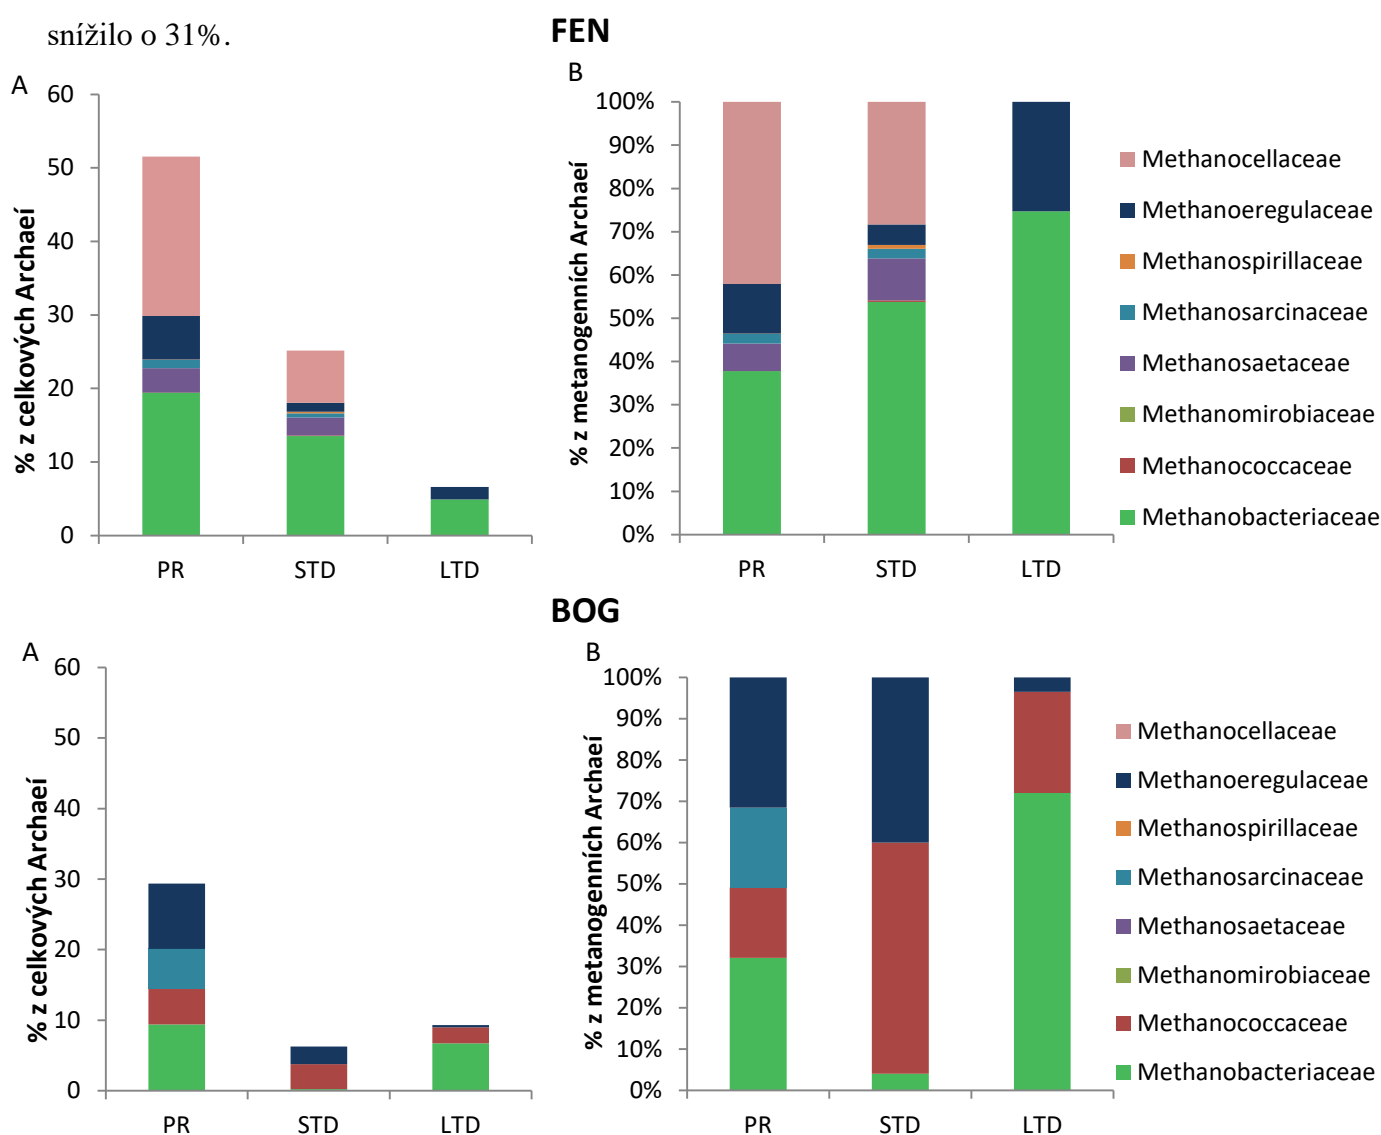 snížilo o 31%.
FEN
A
% z celkových Archaeí
60
50
40
30
20
10
0
PR STD LTD
B
% z metanogenních Archaeí
100%
90%
80%
70%
60%
50%
40%
30%
20%
10%
0%
PR STD LTD
Methanocellaceae
Methanoeregulaceae
Methanospirillaceae
Methanosarcinaceae
Methanosaetaceae
Methanomirobiaceae
Methanococcaceae
Methanobacteriaceae
BOG
A
% z celkových Archaeí
60
50
40
30
20
10
0
PR STD LTD
B
% z metanogenních Archaeí
100%
90%
80%
70%
60%
50%
40%
30%
20%
10%
0%
PR STD LTD
Methanocellaceae
Methanoeregulaceae
Methanospirillaceae
Methanosarcinaceae
Methanosaetaceae
Methanomirobiaceae
Methanococcaceae
Methanobacteriaceae